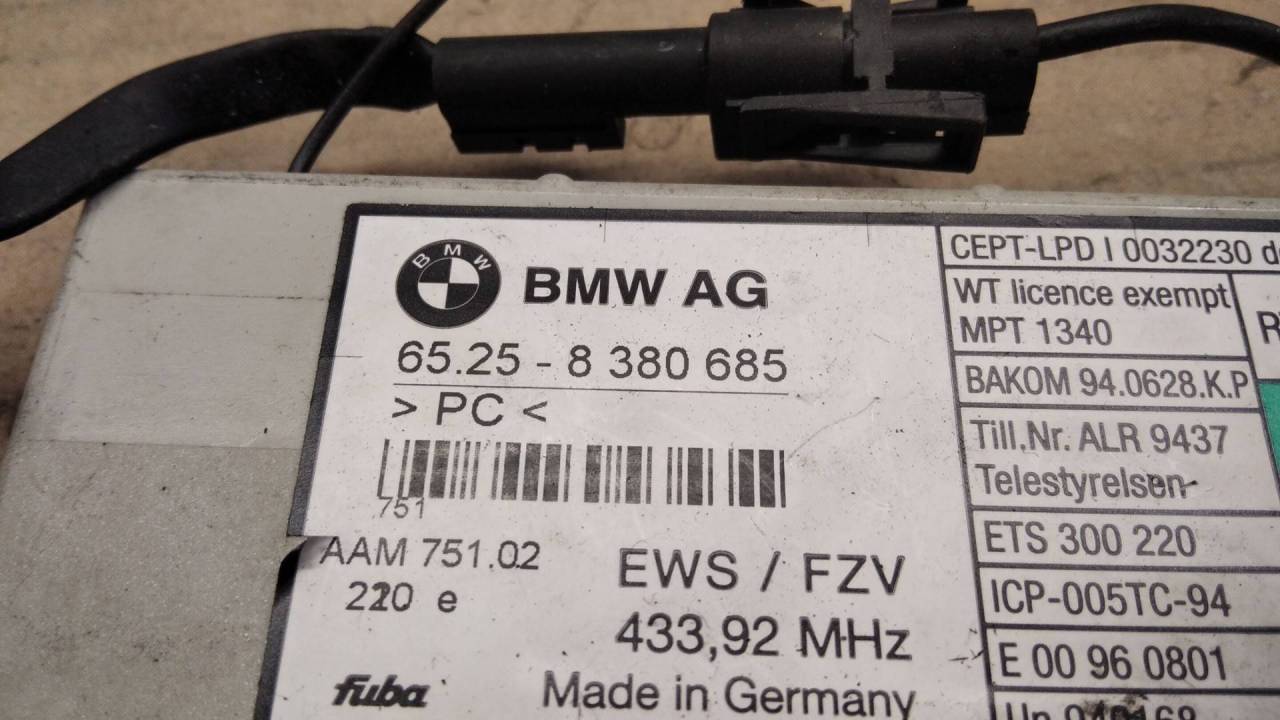 BMW
BMW AG
65.25 - 8 380 685
> PC <
751
AAM 751.02
220 e
EWS / FZV
433,92 MHz
fuba
Made in Germany
CEPT-LPD I 0032230
WT licence exempt
MPT 1340
BAKOM 94.0628.K.P
Till.Nr. ALR 9437
Telestyrelsen
ETS 300 220
ICP-005TC-94
E 00 96 0801